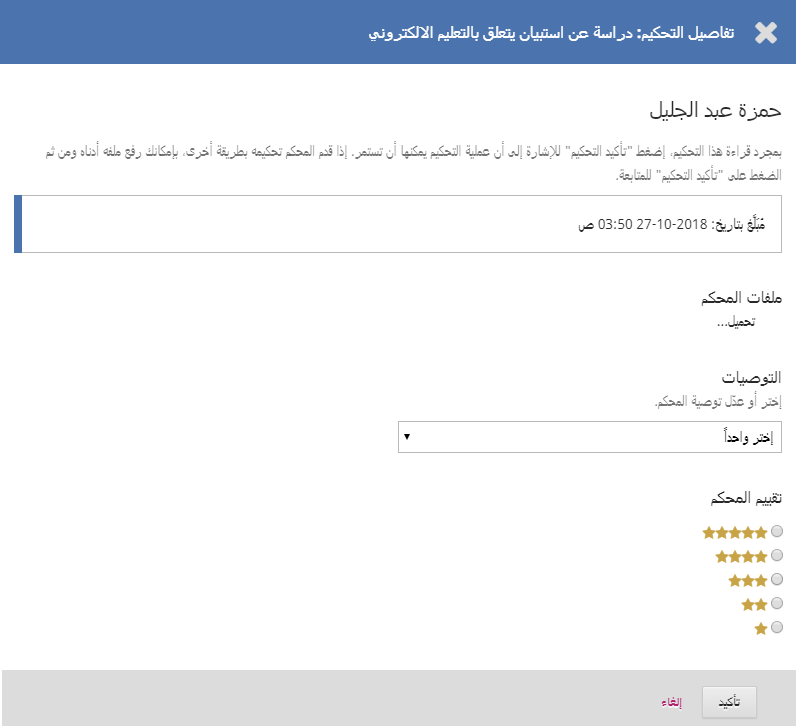 تفاصيل التحكيم: دراسة عن استبيان يتعلق بالتعليم الالكتروني
حمزة عبد الجليل
بمجرد قراءة هذا التحكيم، إضغط "تأكيد التحكيم" للإشارة إلى أن عملية التحكيم يمكنها أن تستمر. إذا قدم المحكم تحكيمه بطريقة أخرى، بإمكانك رفع ملفه أدناه ومن ثم
الضغط على "تأكيد التحكيم" للمتابعة.
مُبَلَّغ بتاريخ: 2018-10-27 03:50 ص
ملفات المحكم
تحميل...
التوصيات
إختر أو عدّل توصية المحكم.
إختر واحداً
تقييم المحكم
تأكيد إلغاء